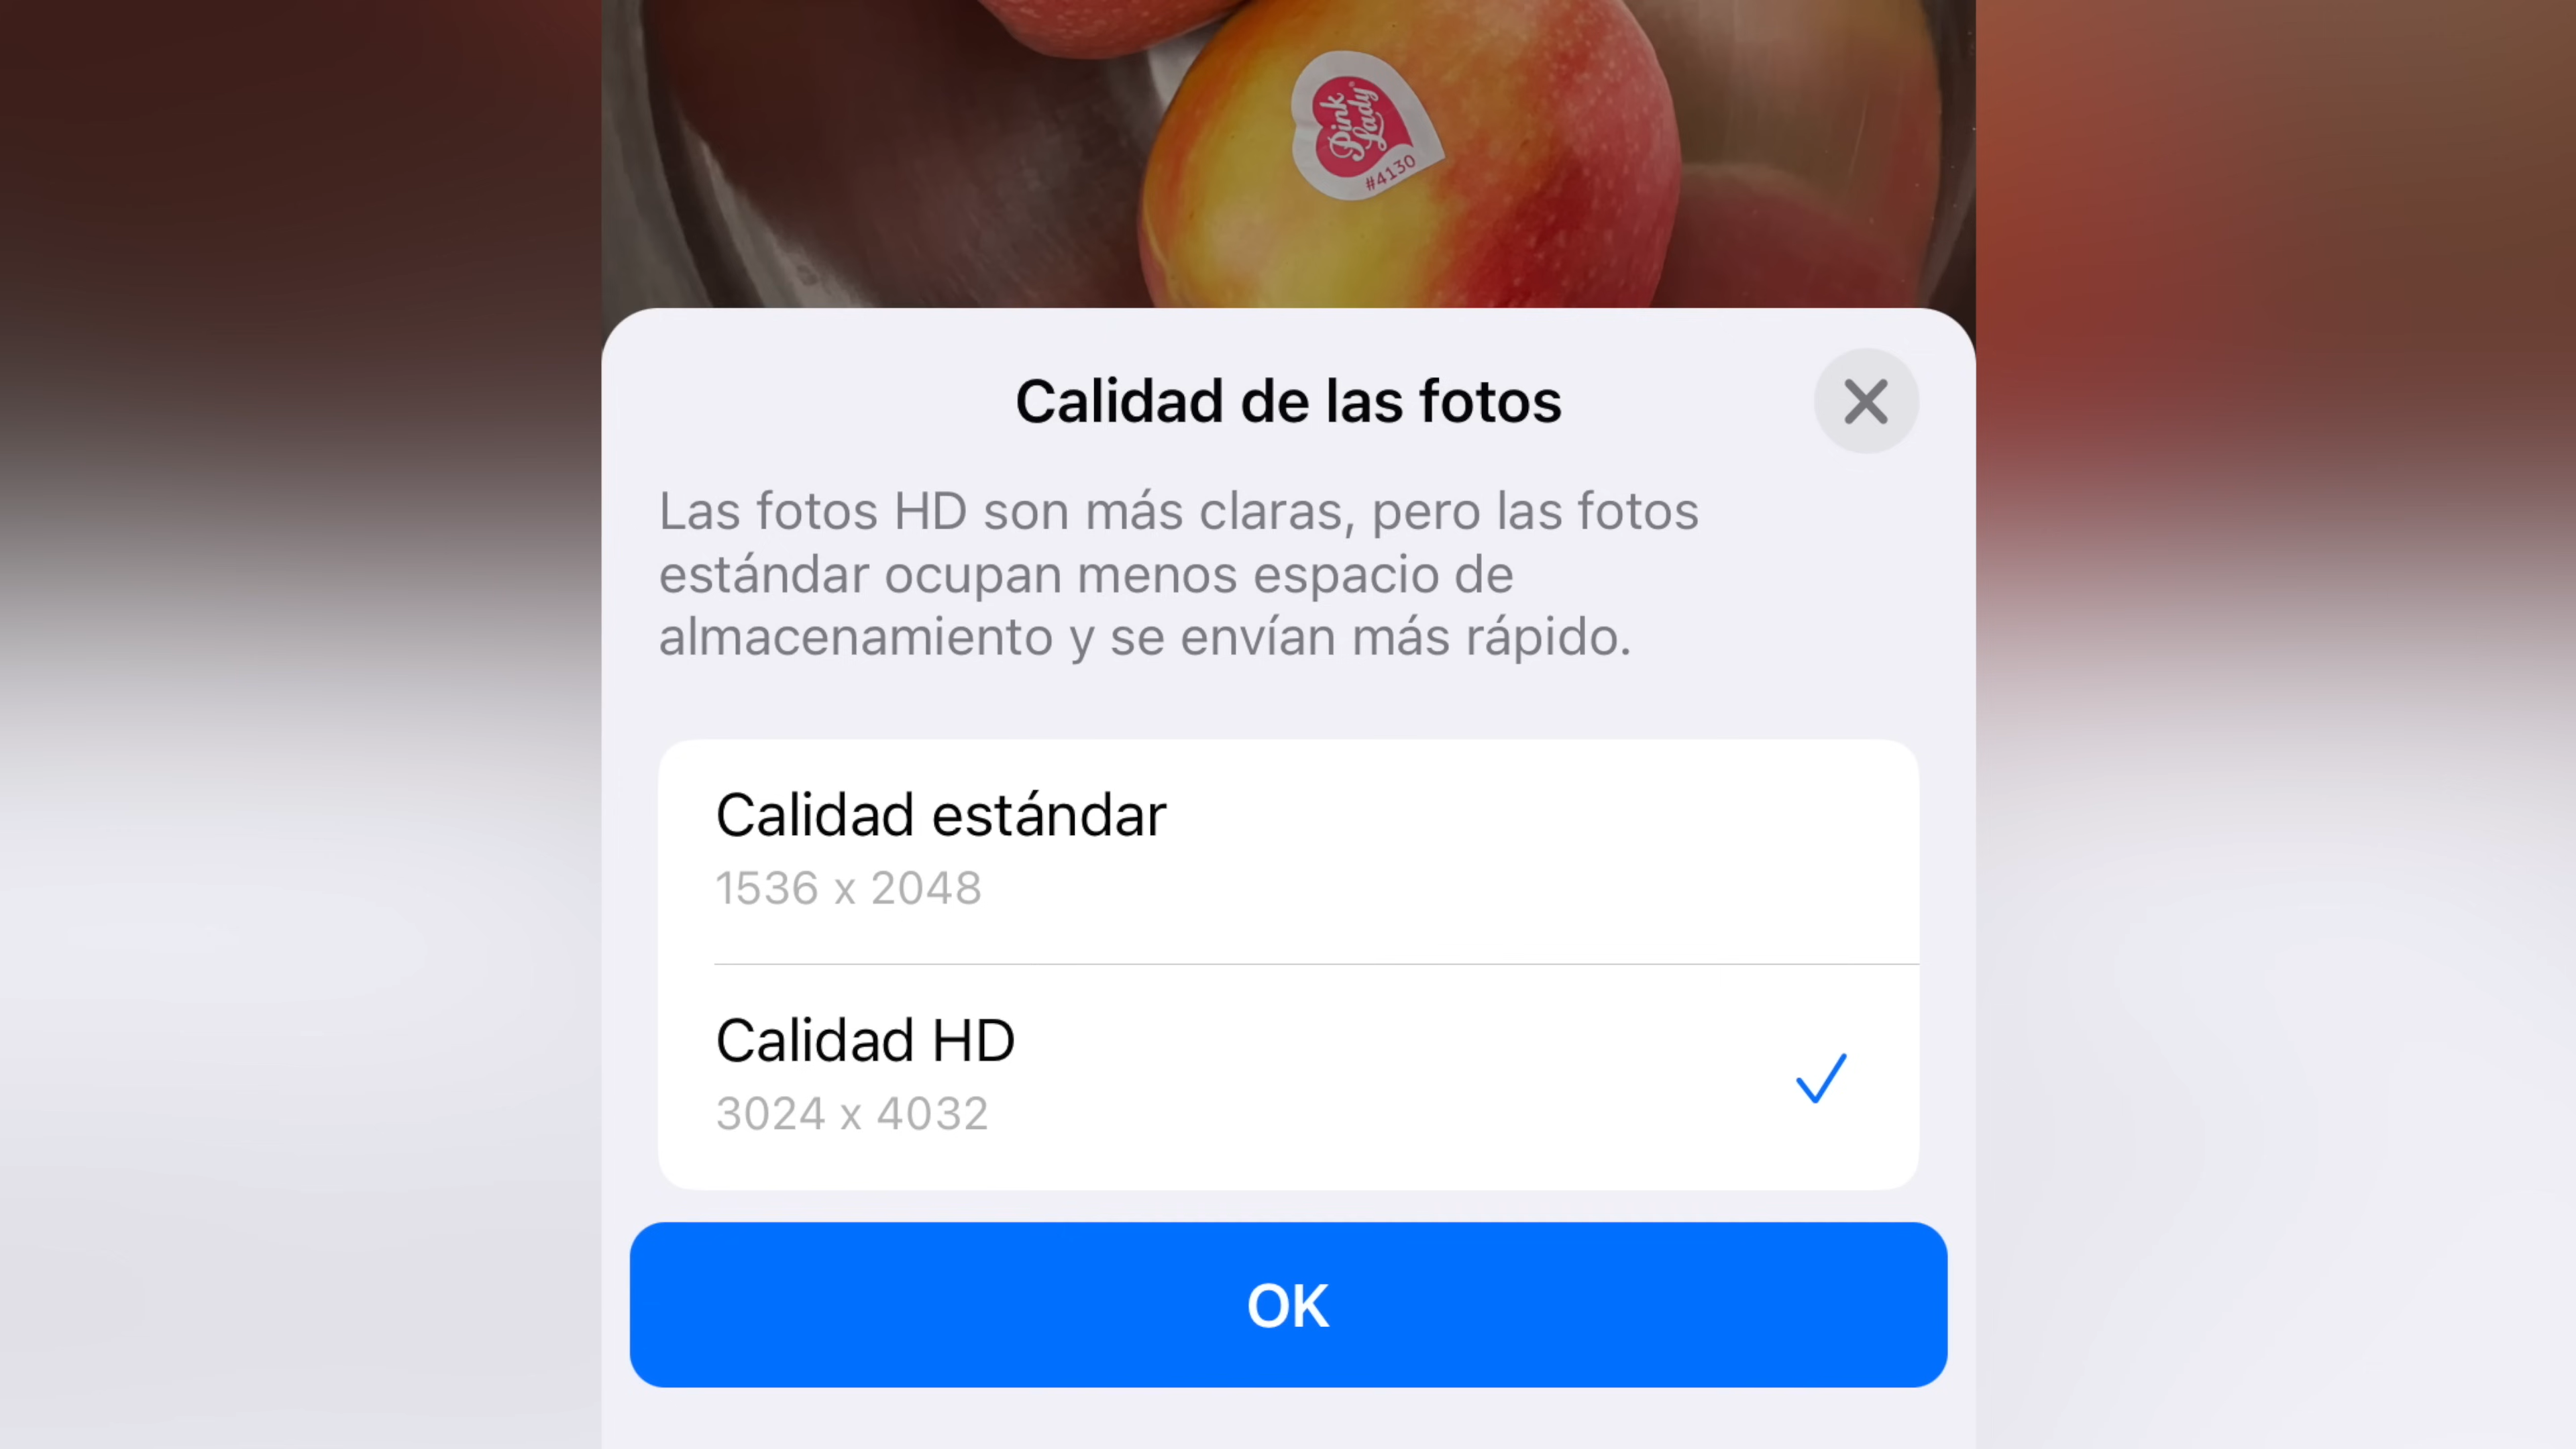 Pink
Lady
#4130
Calidad de las fotos
Las fotos HD son más claras, pero las fotos
estándar ocupan menos espacio de
almacenamiento y se envían más rápido.
Calidad estándar
1536 x 2048
Calidad HD
3024 x 4032
OK